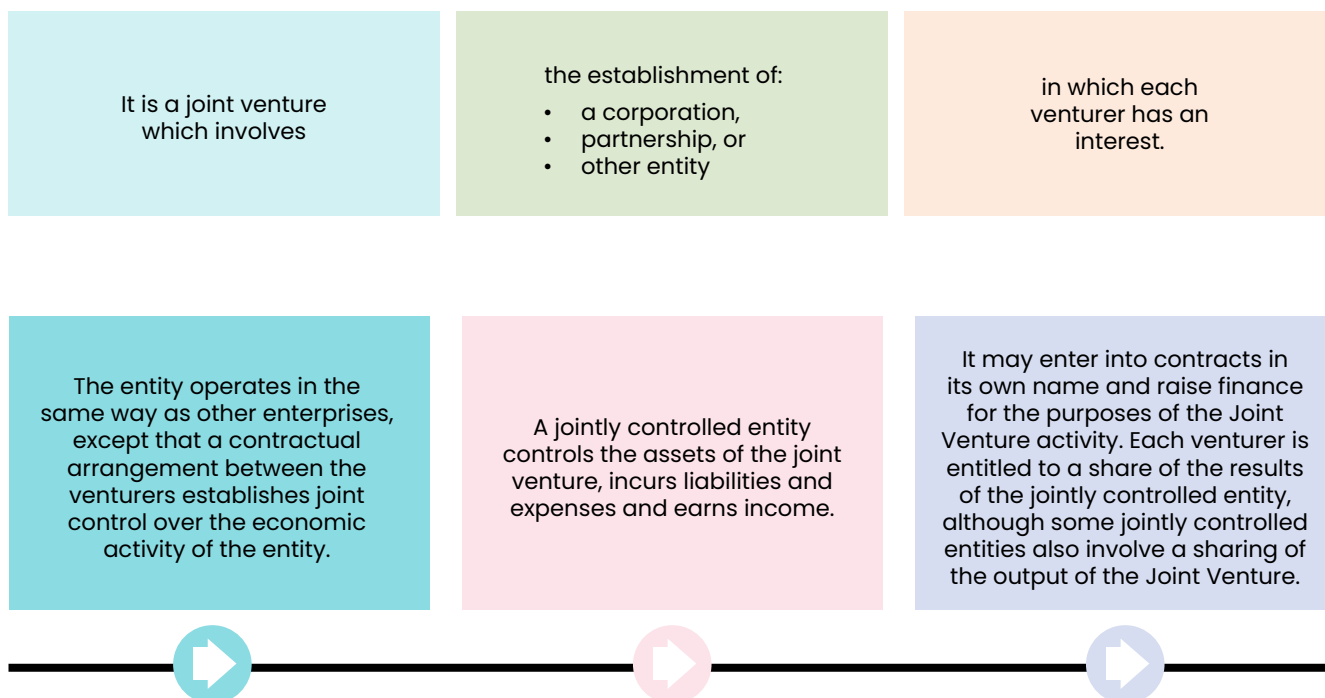 It is a joint venture
which involves
the establishment of:
• a corporation,
• partnership, or
• other entity
in which each
venturer has an
interest.
The entity operates in the
same way as other enterprises,
except that a contractual
arrangement between the
venturers establishes joint
control over the economic
activity of the entity.
A jointly controlled entity
controls the assets of the joint
venture, incurs liabilities and
expenses and earns income.
It may enter into contracts in
its own name and raise finance
for the purposes of the Joint
Venture activity. Each venturer is
entitled to a share of the results
of the jointly controlled entity,
although some jointly controlled
entities also involve a sharing of
the output of the Joint Venture.